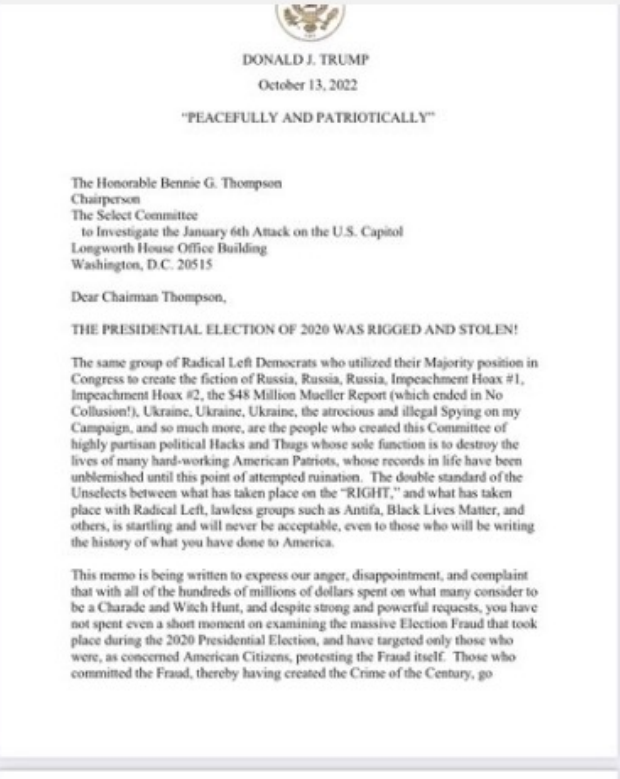 DONALD J. TRUMP
October 13, 2022
“PEACEFULLY AND PATRIOTICALLY”
The Honorable Bennie G. Thompson
Chairperson
The Select Committee
to Investigate the January 6th Attack on the U.S. Capitol
Longworth House Office Building
Washington, D.C. 20515
Dear Chairman Thompson,
THE PRESIDENTIAL ELECTION OF 2020 WAS RIGGED AND STOLEN!
The same group of Radical Left Democrats who utilized their Majority position in
Congress to create the fiction of Russia, Russia, Russia, Impeachment Hoax #1,
Impeachment Hoax #2, the $48 Million Mueller Report (which ended in No
Collusion!), Ukraine, Ukraine, Ukraine, the atrocious and illegal Spying on my
Campaign, and so much more, are the people who created this Committee of
highly partisan political Hacks and Thugs whose sole function is to destroy the
lives of many hard-working American Patriots, whose records in life have been
unblemished until this point of attempted ruination. The double standard of the
Unselects between what has taken place on the “RIGHT,” and what has taken
place with Radical Left, lawless groups such as Antifa, Black Lives Matter, and
others, is startling and will never be acceptable, even to those who will be writing
the history of what you have done to America.
This memo is being written to express our anger, disappointment, and complaint
that with all of the hundreds of millions of dollars spent on what many consider to
be a Charade and Witch Hunt, and despite strong and powerful requests, you have
not spent even a short moment on examining the massive Election Fraud that took
place during the 2020 Presidential Election, and have targeted only those who
were, as concerned American Citizens, protesting the Fraud itself. Those who
committed the Fraud, thereby having created the Crime of the Century, go